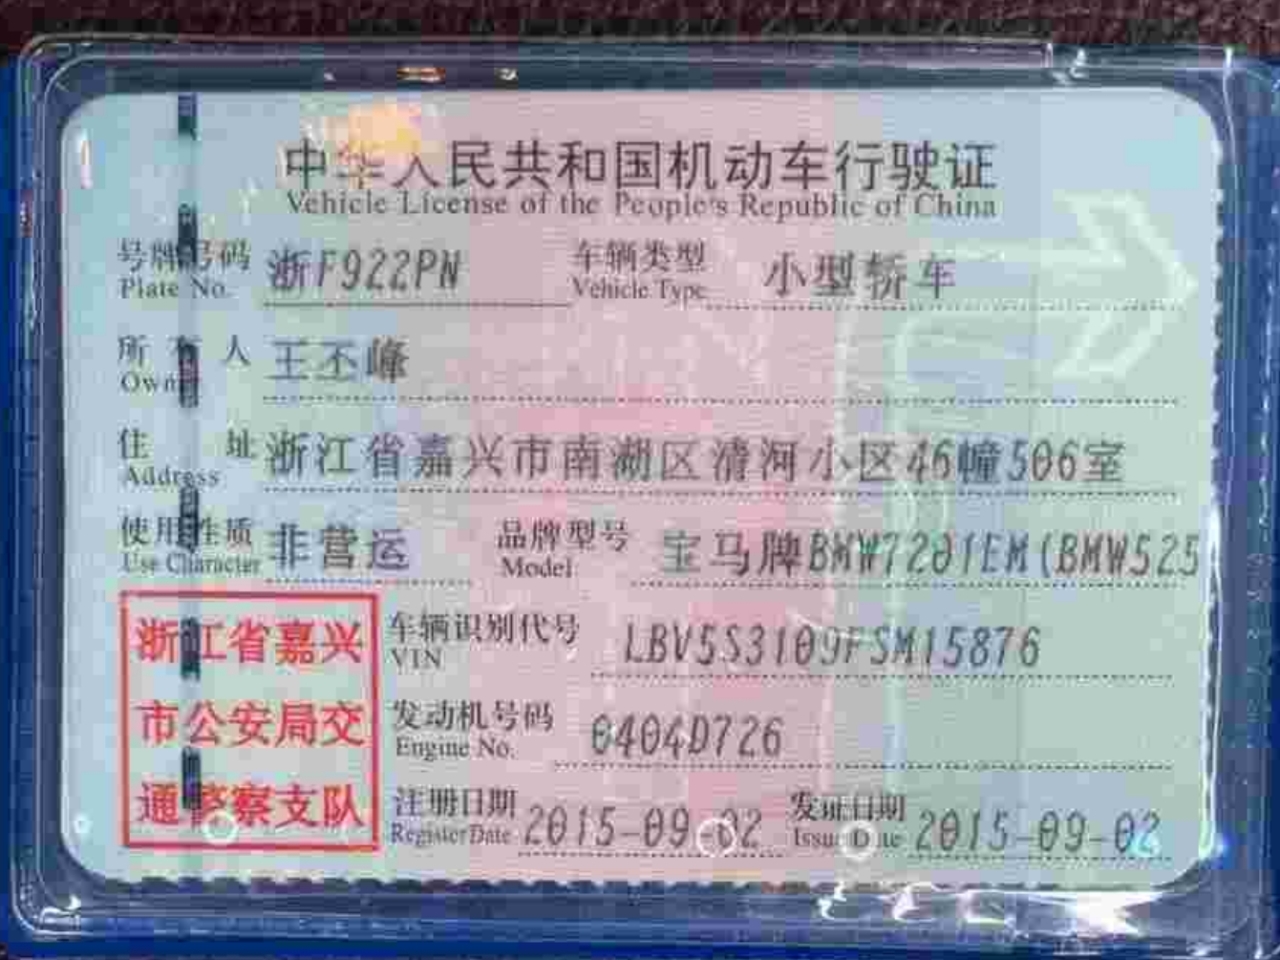 中华人民共和国机动车行驶证
Vehicle License of the People's Republic of China
号牌号码 浙F922PN 车辆类型 小型轿车
Plate No. Vehicle Type
所有人 王丕峰
Owner
住址 浙江省嘉兴市南湖区清河小区46幢506室
Address
使用性质 非营运 品牌型号 宝马牌BMW7201EM(BMW525
Use Character Model
浙江省嘉兴 车辆识别代号 LBV5S3109FSM15876
VIN
市公安局交 发动机号码 0404D726
Engine No.
通警察支队 注册日期 2015-09-02 发证日期 2015-09-02
Register Date Issue Date